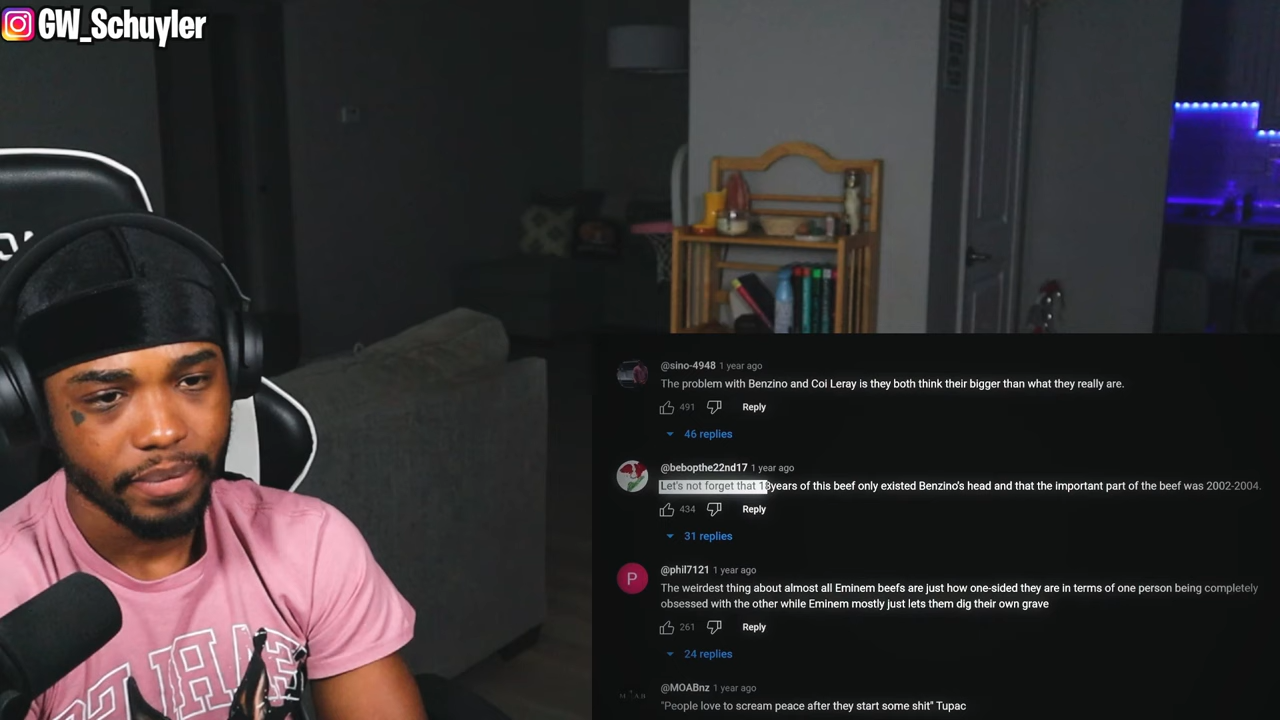 GW_Schuyler
@sino-4948 1 year ago
The problem with Benzino and Coi Leray is they both think their bigger than what they really are.
491 Reply
46 replies
@bebopthe22nd17 1 year ago
Let's not forget that 18years of this beef only existed Benzino's head and that the important part of the beef was 2002-2004.
434 Reply
31 replies
P
@phil7121 1 year ago
The weirdest thing about almost all Eminem beefs are just how one-sided they are in terms of one person being completely
obsessed with the other while Eminem mostly just lets them dig their own grave
261 Reply
24 replies
@MOABnz 1 year ago
"People love to scream peace after they start some shit" Tupac